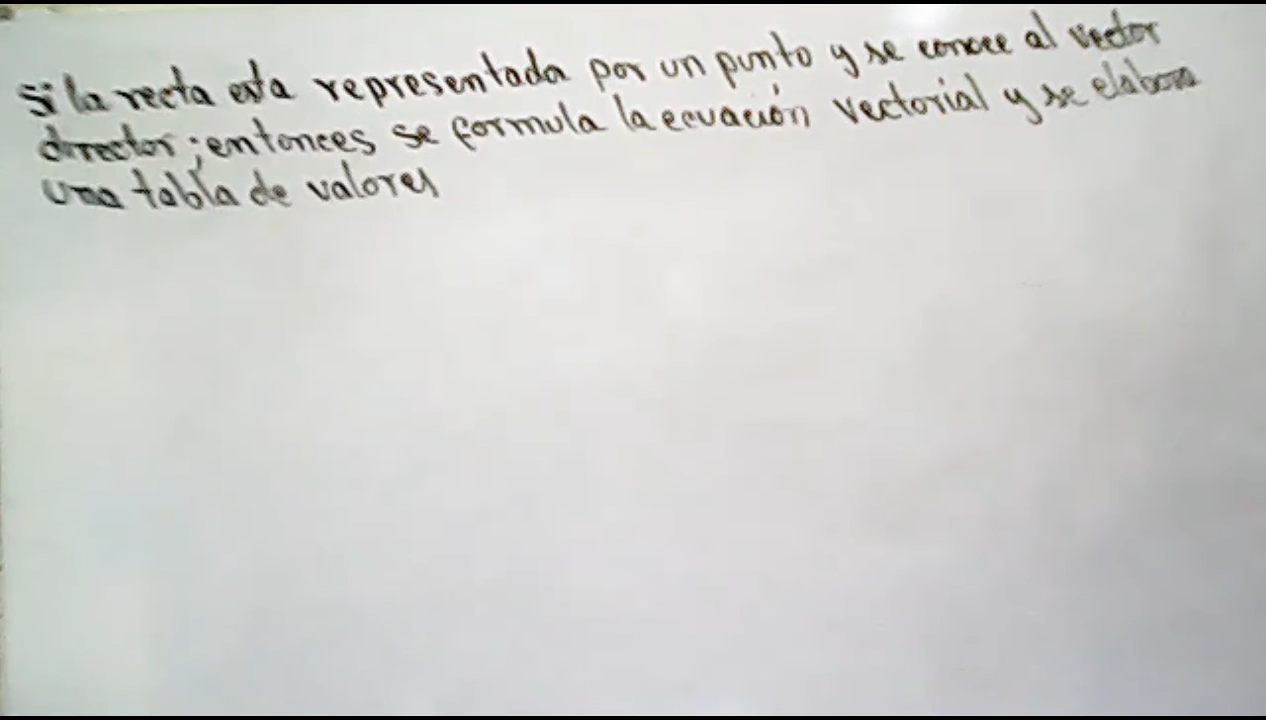 Si la recta esta representada por un punto y se conoce al vector
director; entonces se formula la ecuación vectorial y se elabora
una tabla de valores